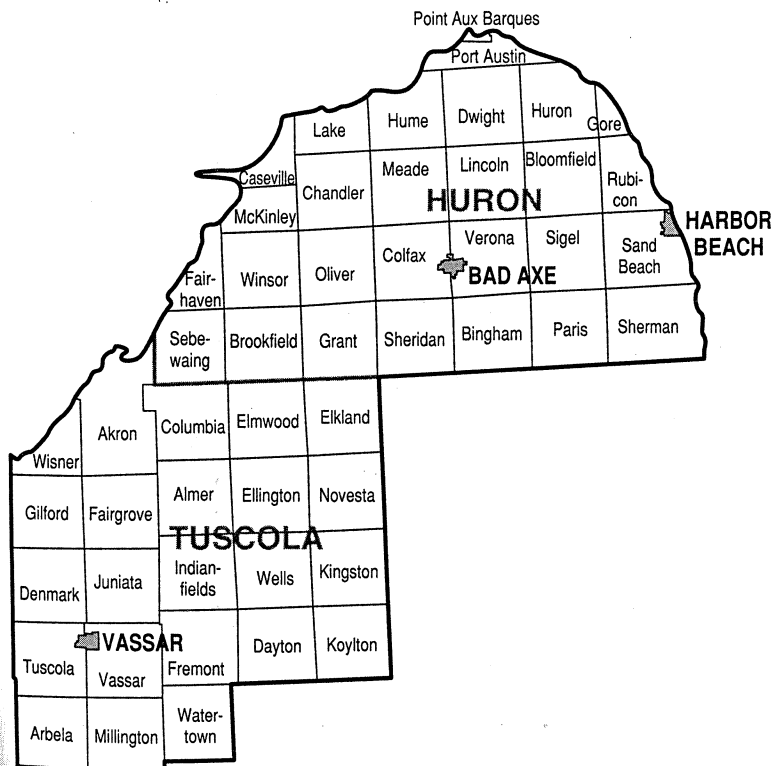 Point Aux Barques
Port Austin
Lake
Hume
Dwight
Huron
Gore
Caseville
Chandler
Meade
Lincoln
Bloomfield
Rubi-
con
HURON
McKinley
HARBOR
BEACH
Fair-
haven
Winsor
Oliver
Colfax
Verona
Sigel
Sand
Beach
BAD AXE
Sebe-
waing
Brookfield
Grant
Sheridan
Bingham
Paris
Sherman
Wisner
Akron
Columbia
Elmwood
Elkland
Gilford
Fairgrove
Almer
Ellington
Novesta
TUSCOLA
Denmark
Juniata
Indian-
fields
Wells
Kingston
VASSAR
Tuscola
Vassar
Fremont
Dayton
Koylton
Arbela
Millington
Water-
town